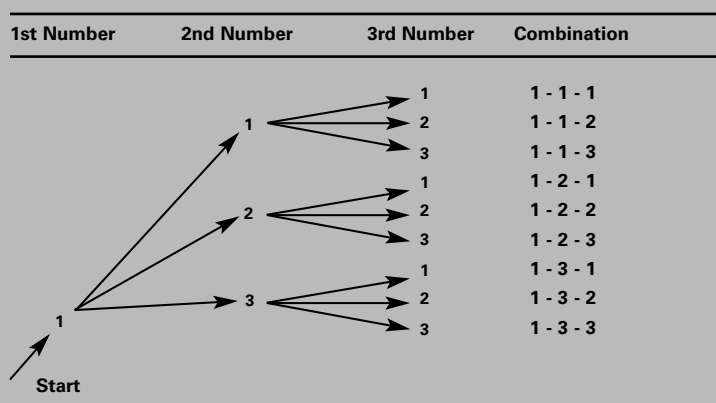 1st Number 2nd Number 3rd Number Combination
1 1 - 1 - 1
1 2 1 - 1 - 2
3 1 - 1 - 3
1 1 - 2 - 1
2 2 1 - 2 - 2
3 1 - 2 - 3
1 1 - 3 - 1
3 2 1 - 3 - 2
1 3 1 - 3 - 3
Start